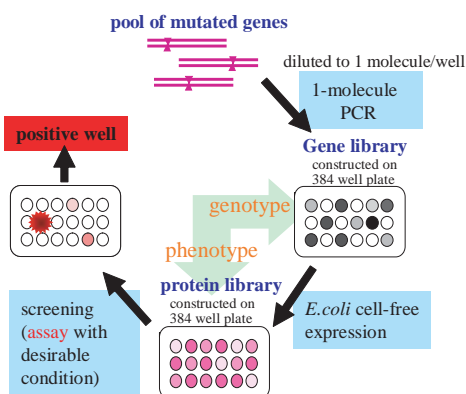 pool of mutated genes
diluted to 1 molecule/well
1-molecule
PCR
Gene library
constructed on
384 well plate
positive well
genotype
phenotype
protein library
constructed on
384 well plate
E.coli cell-free
expression
screening
(assay with
desirable
condition)